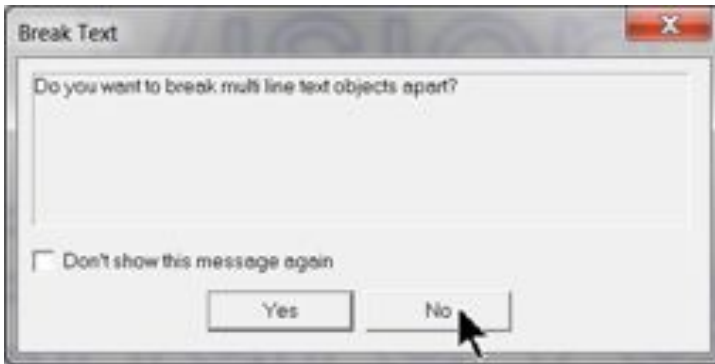 Break Text
Do you want to break multi line text objects apart?
Don't show this message again
Yes
No